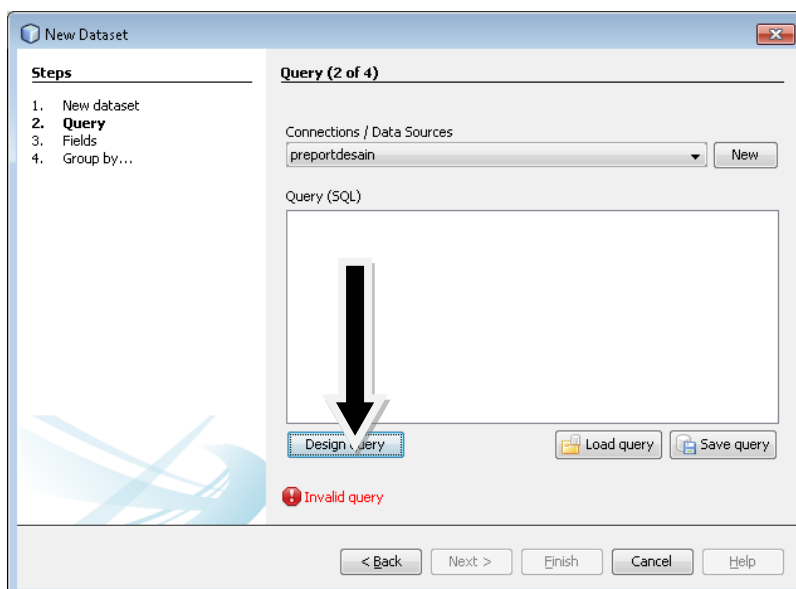 New Dataset
Steps
1. New dataset
2. Query
3. Fields
4. Group by...
Query (2 of 4)
Connections / Data Sources
preportdesain
New
Query (SQL)
Design query
Load query
Save query
Invalid query
< Back
Next >
Finish
Cancel
Help